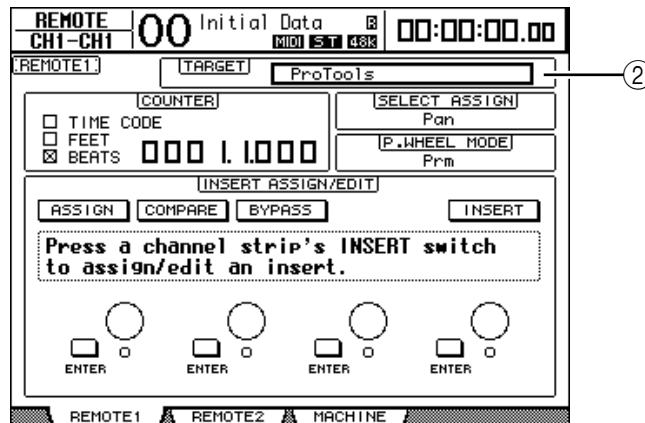 REMOTE
CH1-CH1
00 Initial Data R
MIDI S.T 48k
00:00:00.00
REMOTE1
TARGET
ProTools
2
COUNTER
TIME CODE
FEET
BEATS
000 1. 1.000
SELECT ASSIGN
Pan
P.WHEEL MODE
Prm
INSERT ASSIGN/EDIT
ASSIGN COMPARE BYPASS INSERT
Press a channel strip's INSERT switch
to assign/edit an insert.
ENTER ENTER ENTER ENTER
REMOTE1 REMOTE2 MACHINE